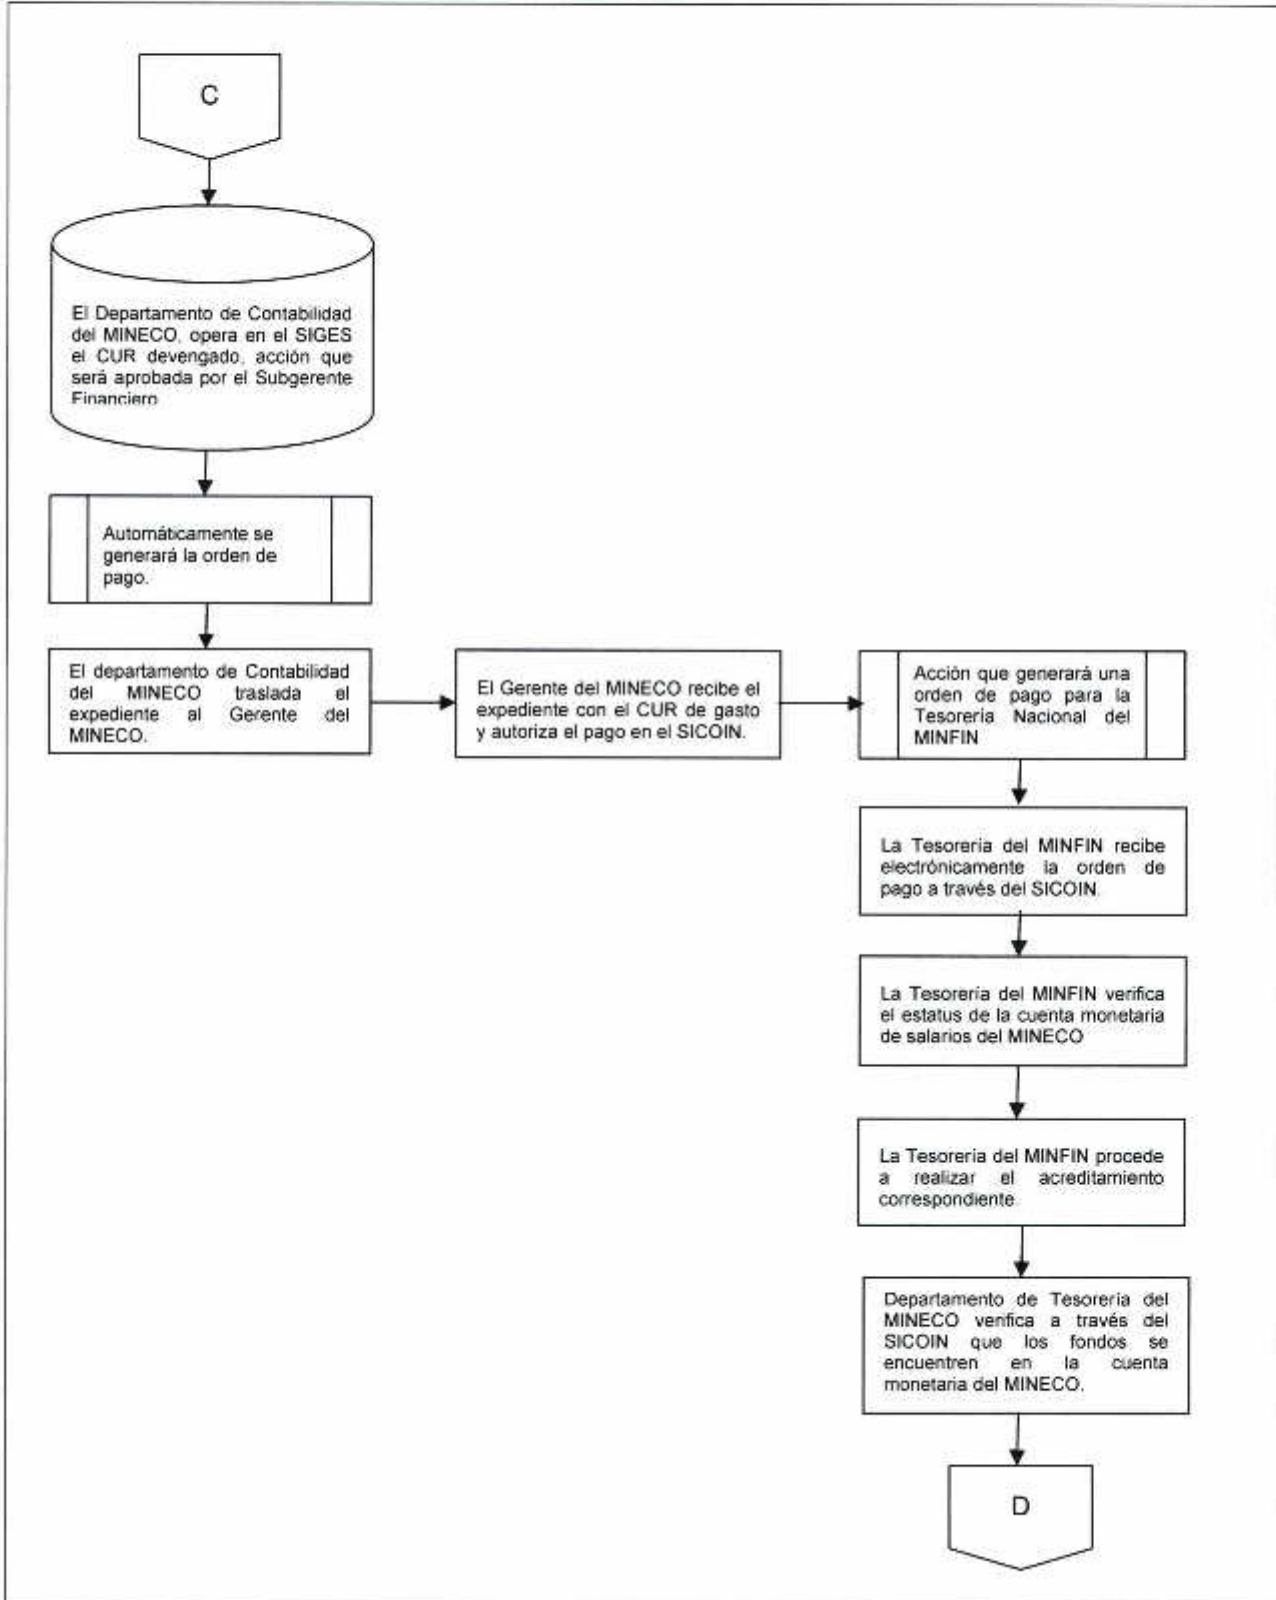 C
El Departamento de Contabilidad
del MINECO, opera en el SIGES
el CUR devengado, acción que
será aprobada por el Subgerente
Financiero
Automáticamente se
generará la orden de
pago.
El departamento de Contabilidad
del MINECO traslada el
expediente al Gerente del
MINECO.
El Gerente del MINECO recibe el
expediente con el CUR de gasto
y autoriza el pago en el SICOIN.
Acción que generará una
orden de pago para la
Tesorería Nacional del
MINFIN
La Tesorería del MINFIN recibe
electrónicamente la orden de
pago a través del SICOIN.
La Tesorería del MINFIN verifica
el estatus de la cuenta monetaria
de salarios del MINECO
La Tesorería del MINFIN procede
a realizar el acreditamiento
correspondiente
Departamento de Tesorería del
MINECO verifica a través del
SICOIN que los fondos se
encuentren en la cuenta
monetaria del MINECO.
D